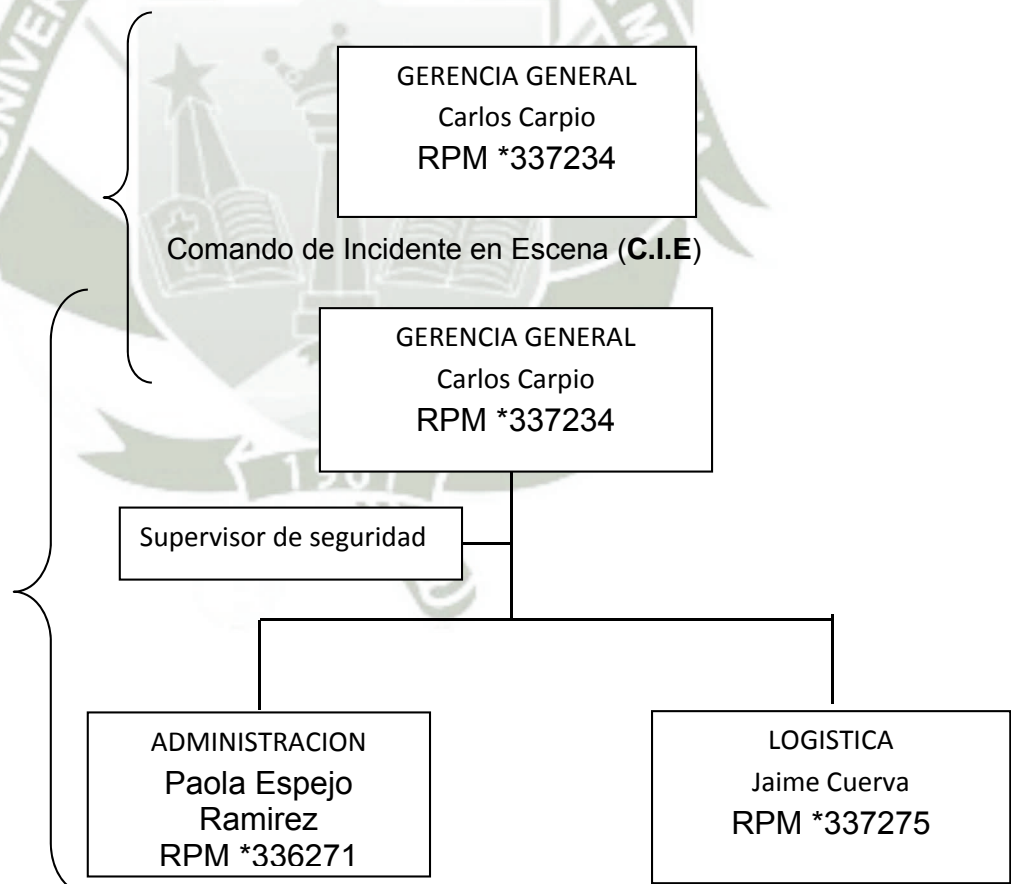 GERENCIA GENERAL
Carlos Carpio
RPM *337234
Comando de Incidente en Escena (C.I.E)
GERENCIA GENERAL
Carlos Carpio
RPM *337234
196
Supervisor de seguridad
ADMINISTRACION
Paola Espejo
Ramirez
RPM *336271
LOGISTICA
Jaime Cuerva
RPM *337275